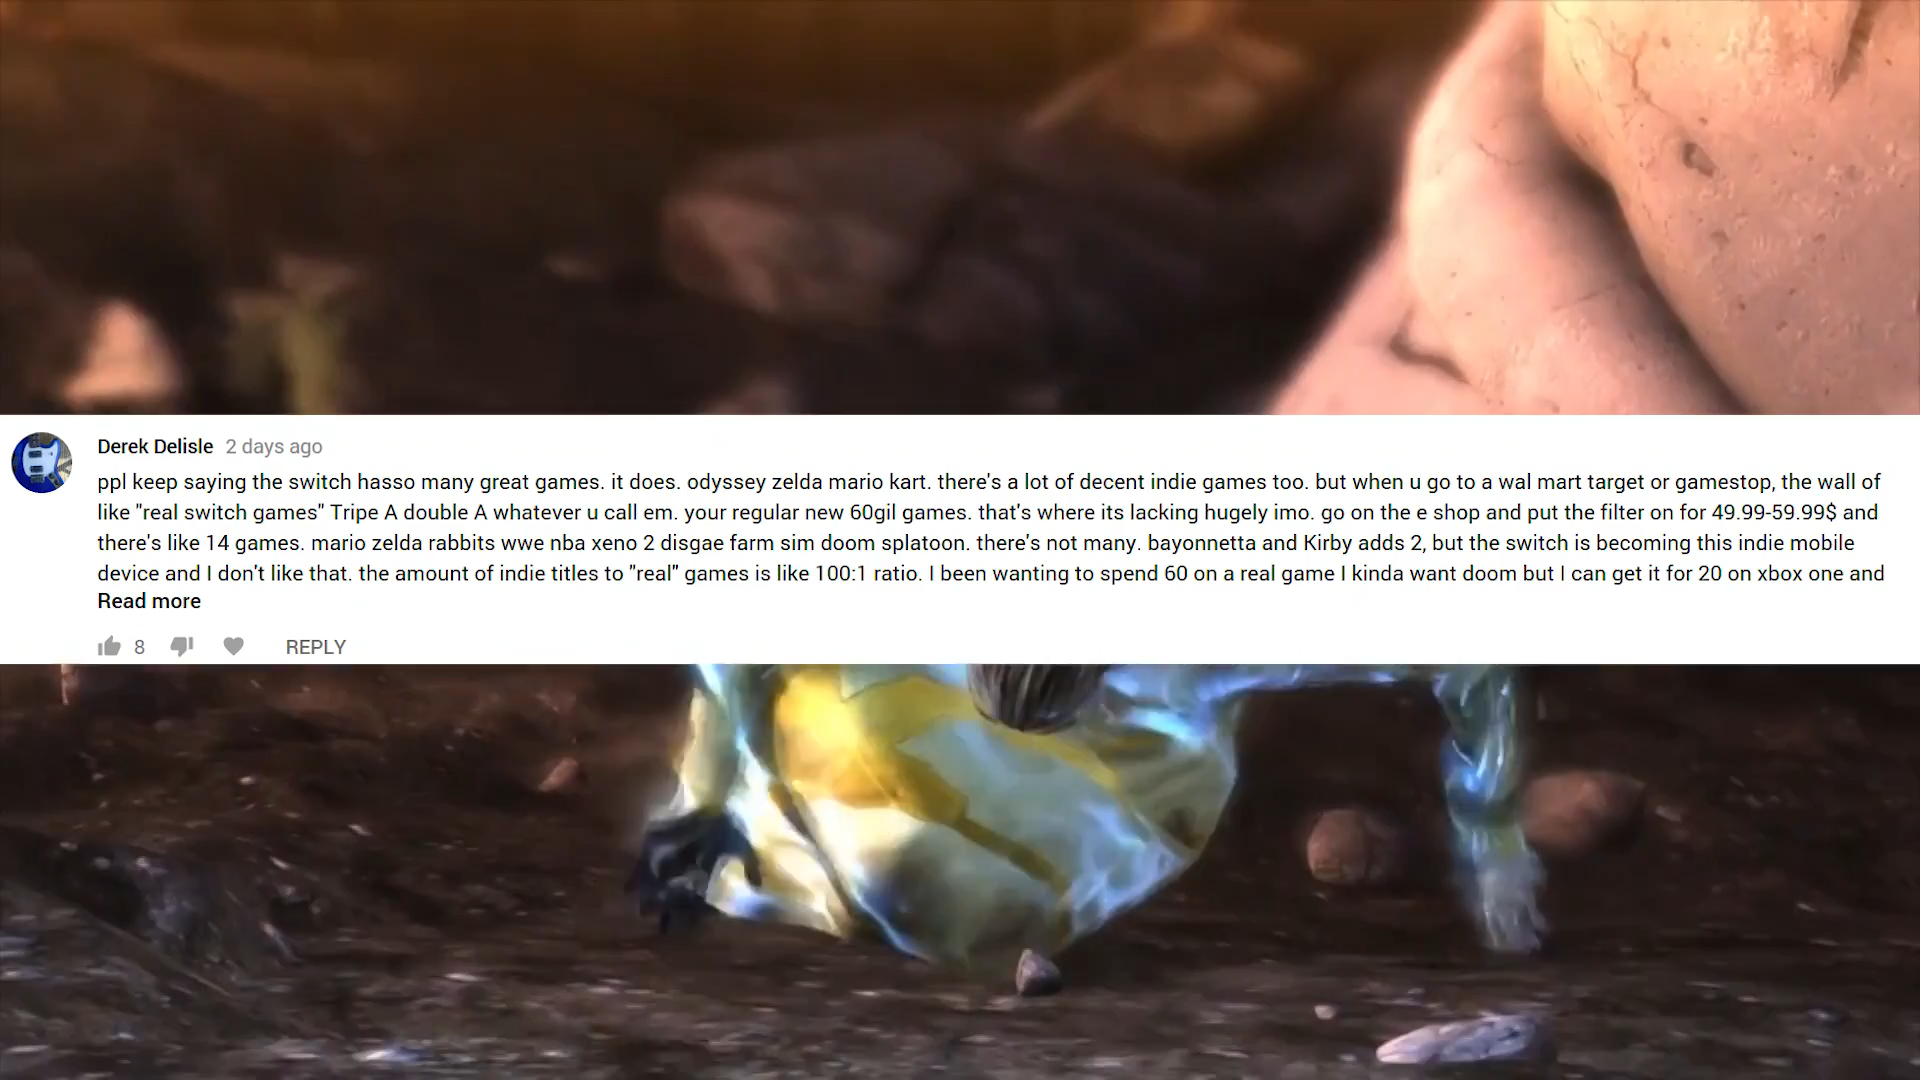 Derek Delisle 2 days ago
ppl keep saying the switch hasso many great games. it does. odyssey zelda mario kart. there's a lot of decent indie games too. but when u go to a wal mart target or gamestop, the wall of
like "real switch games" Tripe A double A whatever u call em. your regular new 60gil games. that's where its lacking hugely imo. go on the e shop and put the filter on for 49.99-59.99$ and
there's like 14 games. mario zelda rabbits wwe nba xeno 2 disgae farm sim doom splatoon. there's not many. bayonnetta and Kirby adds 2, but the switch is becoming this indie mobile
device and I don't like that. the amount of indie titles to "real" games is like 100:1 ratio. I been wanting to spend 60 on a real game I kinda want doom but I can get it for 20 on xbox one and
Read more
8 REPLY